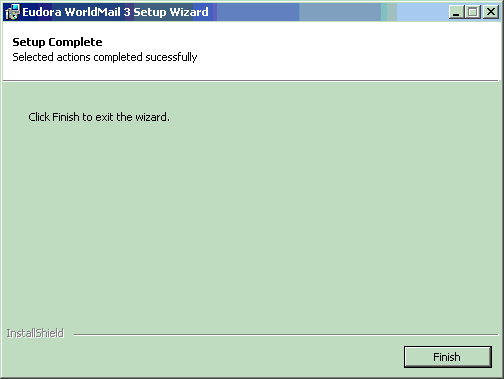 Eudora WorldMail 3 Setup Wizard
Setup Complete
Selected actions completed sucessfully
Click Finish to exit the wizard.
InstallShield
Finish